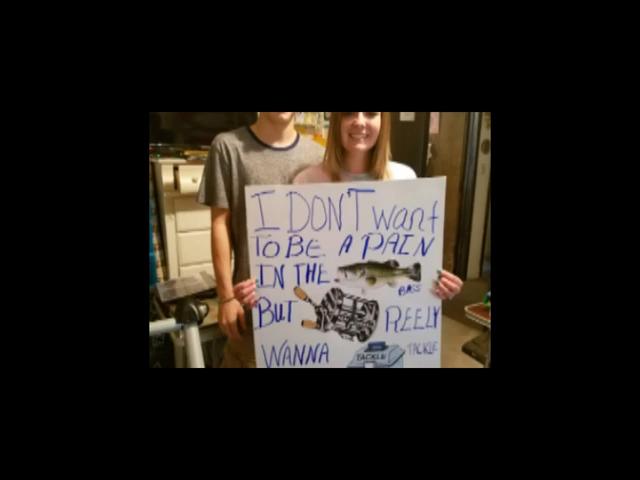 I DON'T want
TO BE A PAIN
IN THE
BASS
BUT REELY
WANNA TACKLE TACKLE